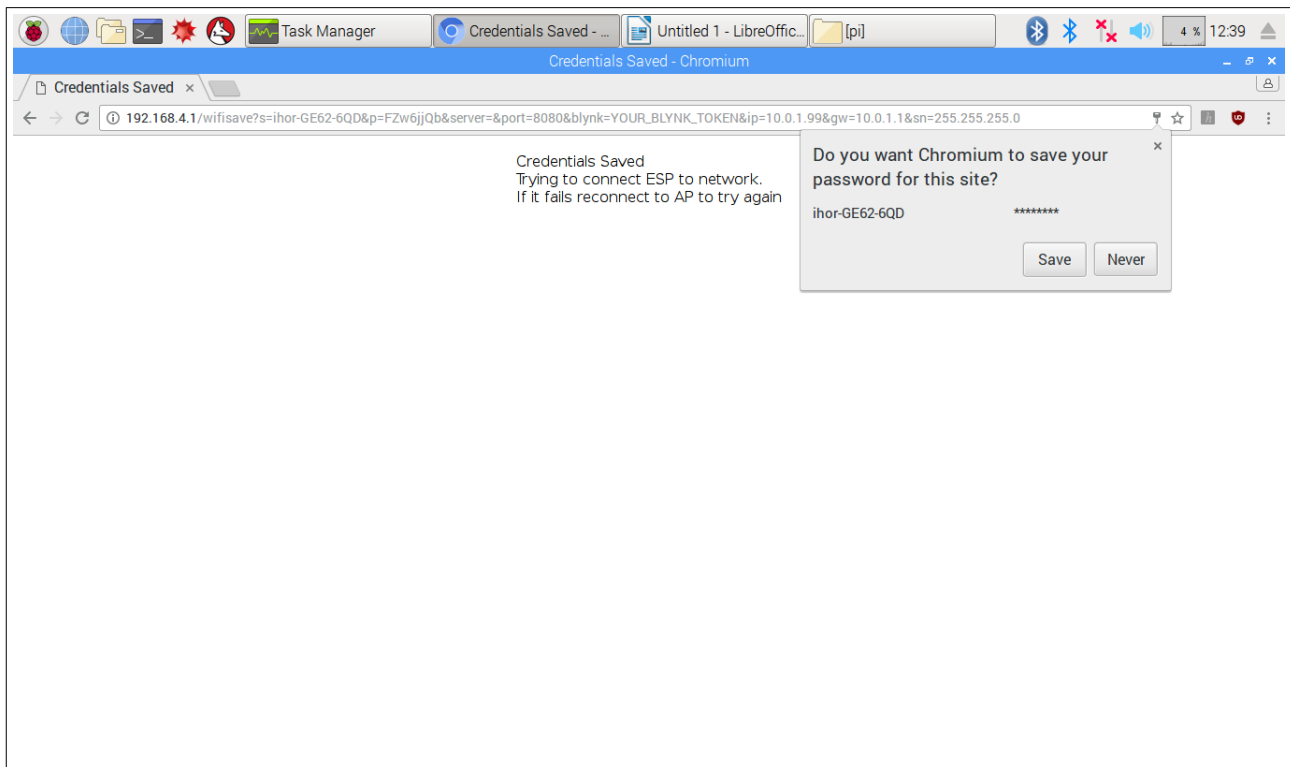 Task Manager
Credentials Saved - ...
Untitled 1 - LibreOffic...
[pi]
4 %
12:39
Credentials Saved - Chromium
Credentials Saved
192.168.4.1/wifisave?s=ihor-GE62-6QD&p=FZw6jjQb&server=&port=8080&blynk=YOUR_BLYNK_TOKEN&ip=10.0.1.99&gw=10.0.1.1&sn=255.255.255.0
Credentials Saved
Trying to connect ESP to network.
If it fails reconnect to AP to try again
Do you want Chromium to save your
password for this site?
ihor-GE62-6QD ********
Save Never